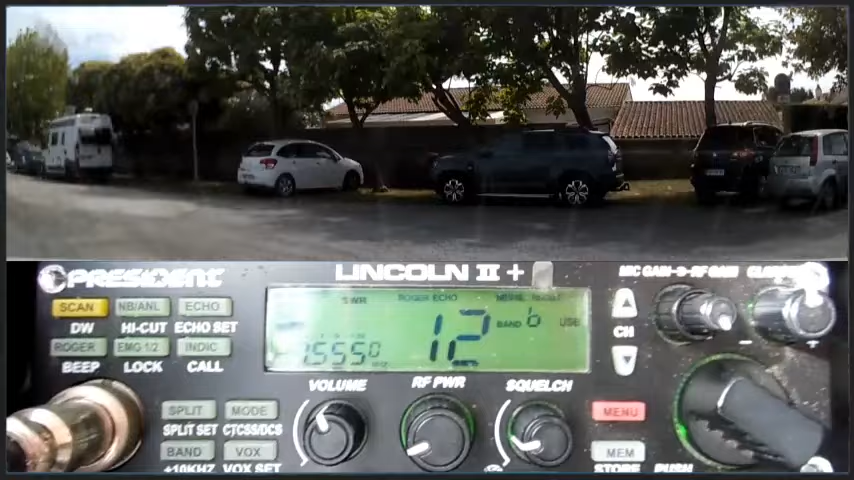 PRESIDENT LINCOLN II + MIC GAIN RF GAIN
SCAN NB/ANL ECHO
DW HI-CUT ECHO SET
ROGER EMG 1/2 INDIC
BEEP LOCK CALL
SWR ROGER ECHO
12 BAND 6 USB
15550
CH
VOLUME RF PWR SQUELCH
SPLIT MODE
SPLIT SET CTCSS/DCS
BAND VOX
+10KHZ VOX SET
MENU
MEM
STORE PUSH